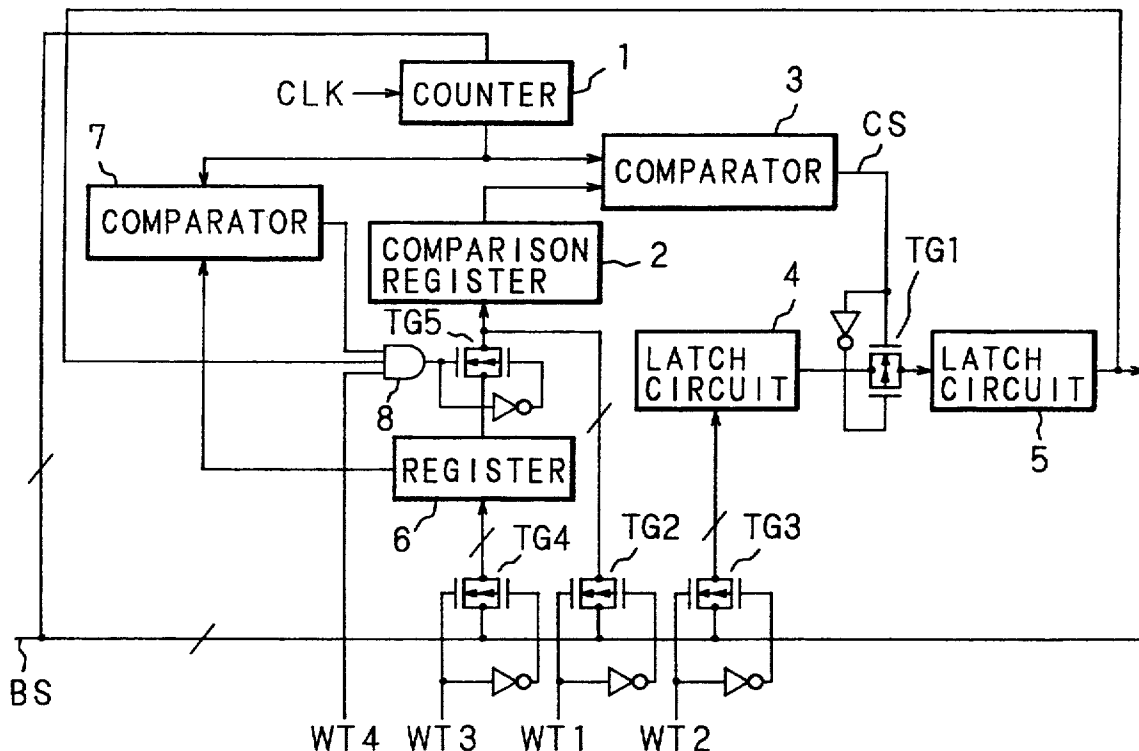 1
CLK
COUNTER
3
CS
7
COMPARATOR
COMPARATOR
COMPARISON
REGISTER
2
TG1
4
TG5
LATCH
CIRCUIT
LATCH
CIRCUIT
8
5
REGISTER
6
TG4
TG2
TG3
BS
WT4
WT3
WT1
WT2